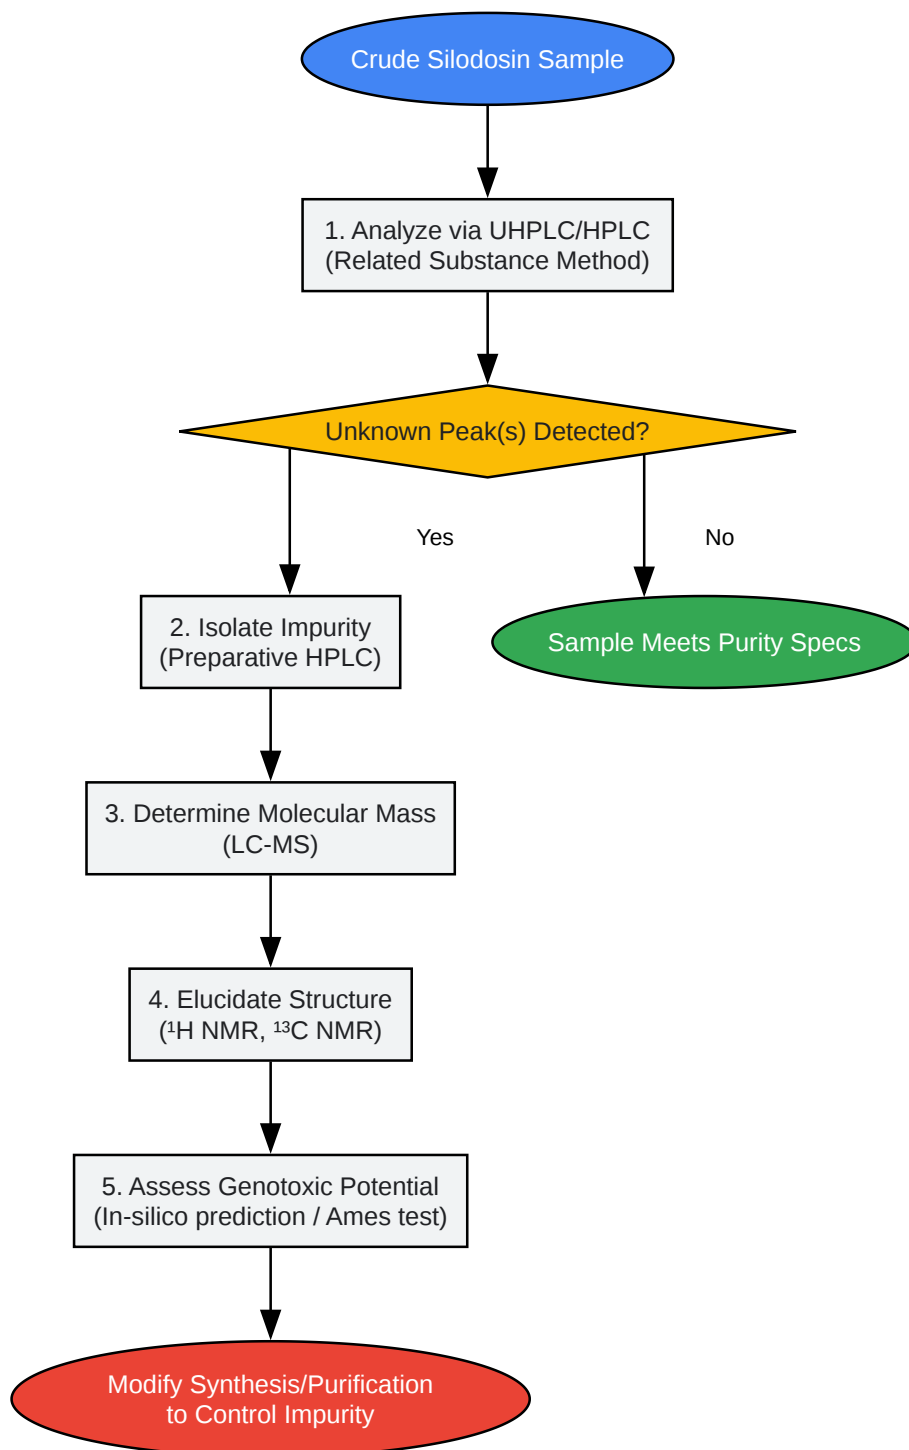 Crude Silodosin Sample
1. Analyze via UHPLC/HPLC
(Related Substance Method)
Unknown Peak(s) Detected?
Yes
No
2. Isolate Impurity
(Preparative HPLC)
Sample Meets Purity Specs
3. Determine Molecular Mass
(LC-MS)
4. Elucidate Structure
(¹H NMR, ¹³C NMR)
5. Assess Genotoxic Potential
(In-silico prediction / Ames test)
Modify Synthesis/Purification
to Control Impurity